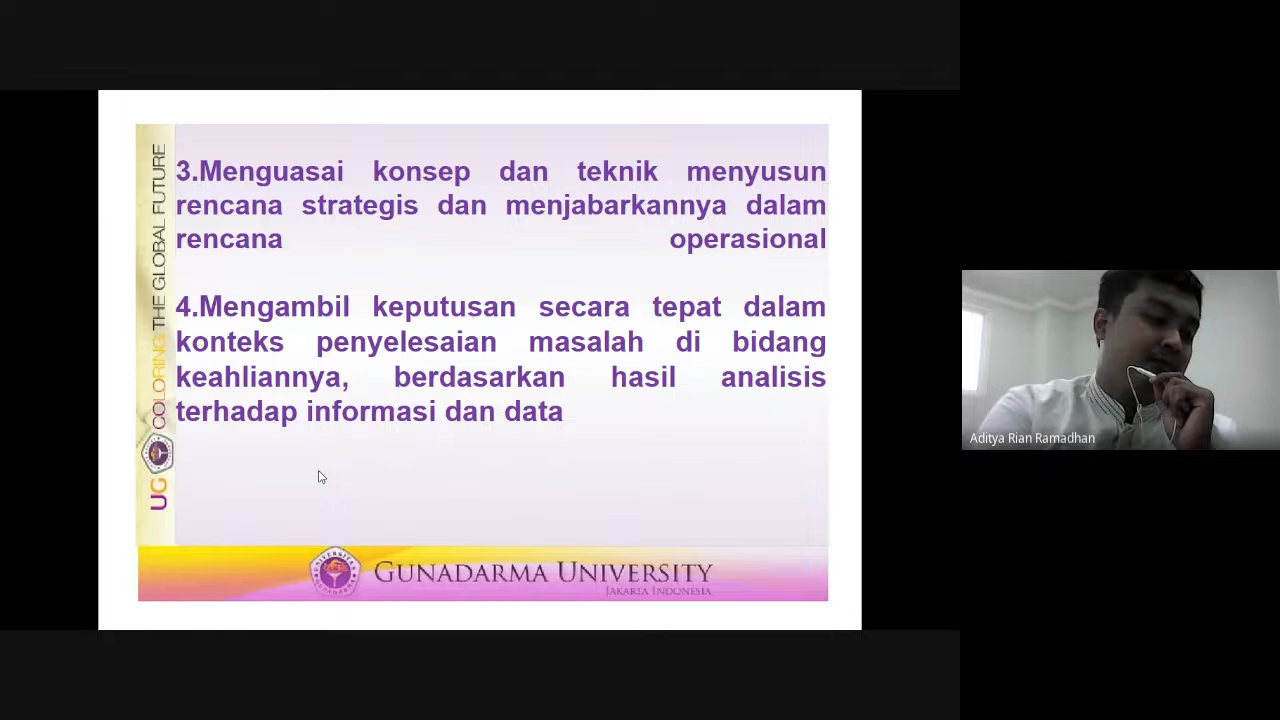 3.Menguasai konsep dan teknik menyusun
rencana strategis dan menjabarkannya dalam
rencana operasional
4.Mengambil keputusan secara tepat dalam
konteks penyelesaian masalah di bidang
keahliannya, berdasarkan hasil analisis
terhadap informasi dan data
UG COLORING THE GLOBAL FUTURE
GUNADARMA UNIVERSITY
JAKARTA INDONESIA
Aditya Rian Ramadhan